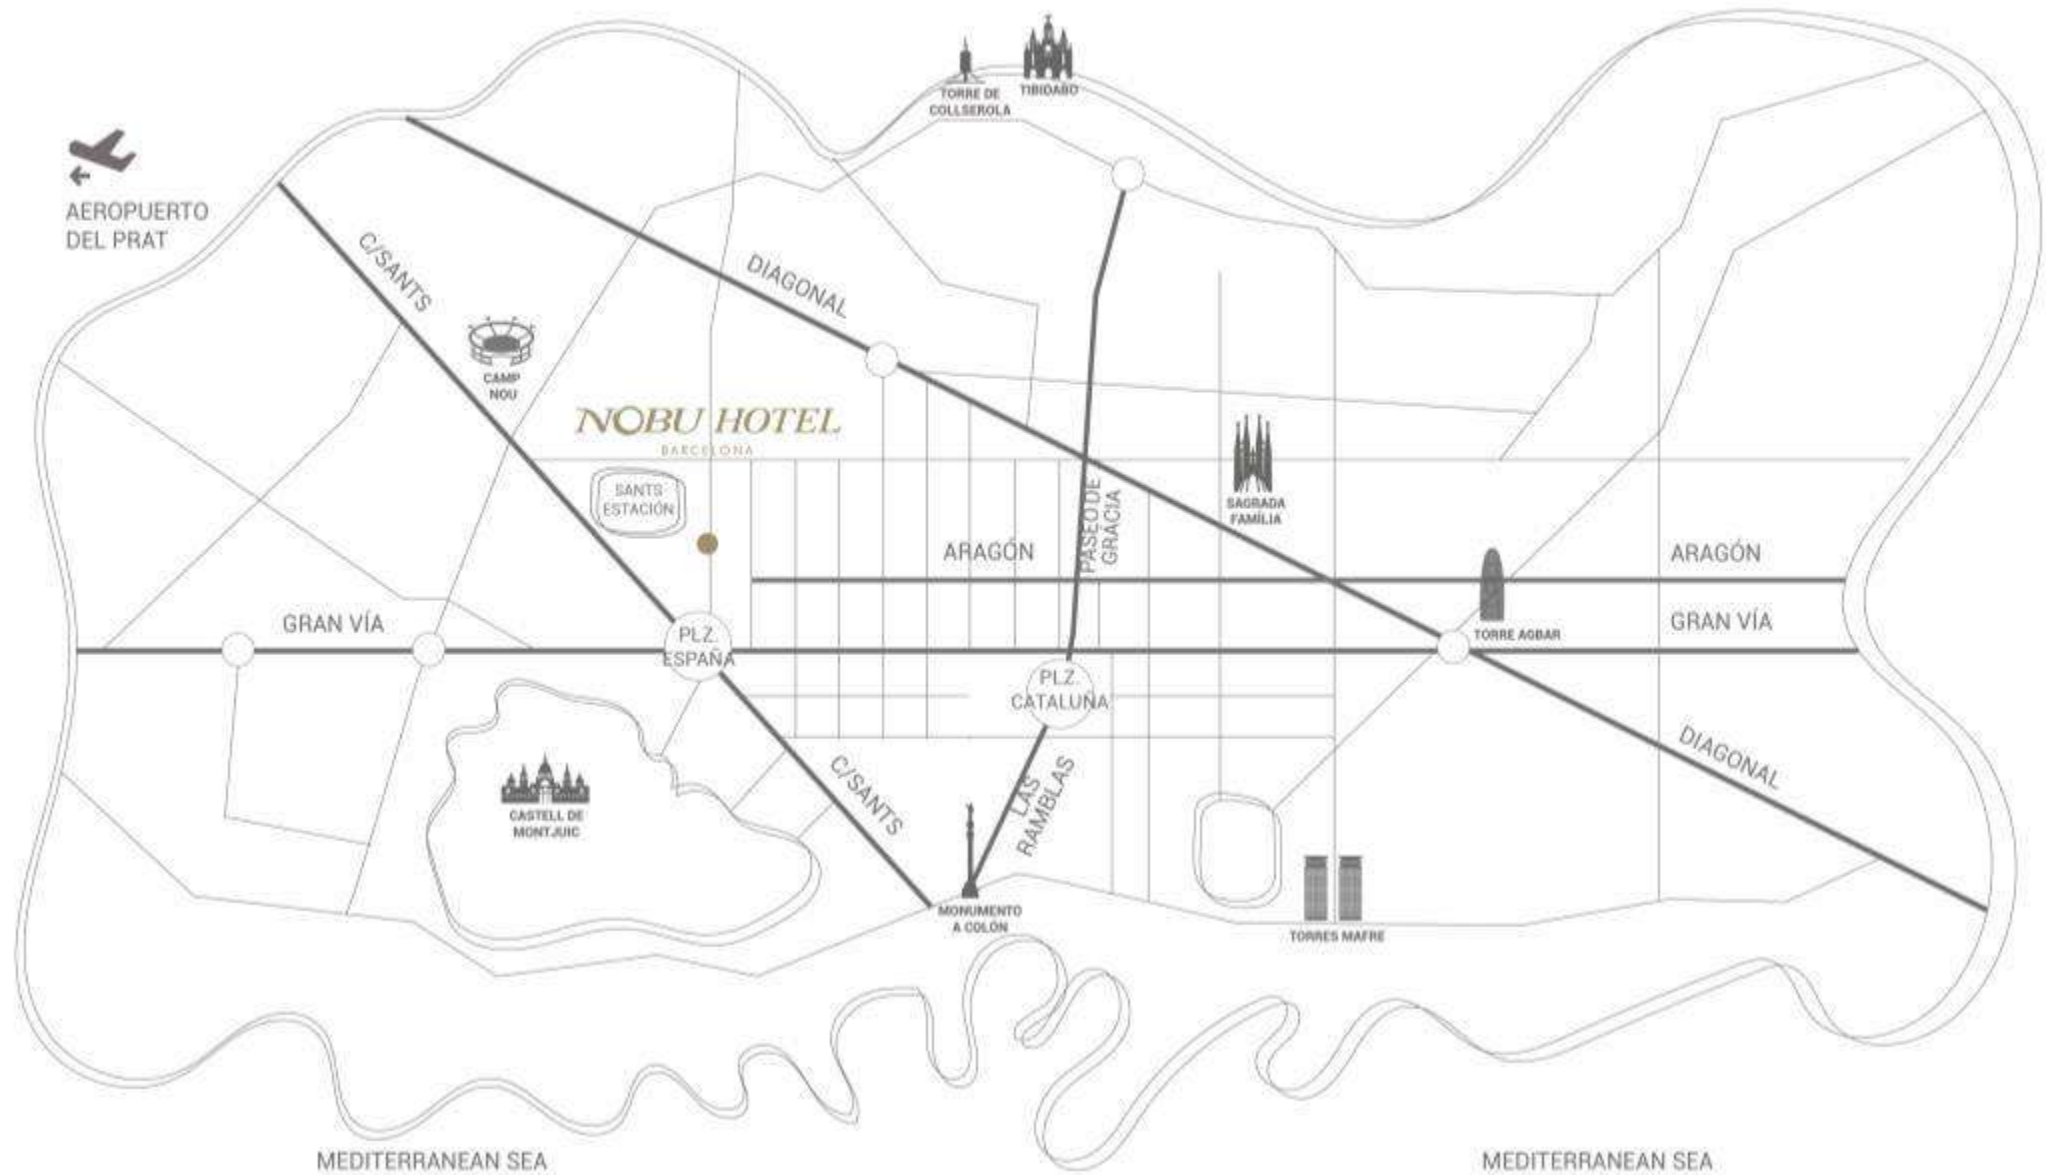 TORRE DE
COLLSEROLA
TIBIDABO
AEROPUERTO
DEL PRAT
C/SANTS
DIAGONAL
CAMP
NOU
NOBU HOTEL
BARCELONA
SANTS
ESTACIÓN
SAGRADA
FAMÍLIA
PASEO DE
GRÀCIA
ARAGÓN
ARAGÓN
GRAN VÍA
GRAN VÍA
TORRE AGBAR
PLZ.
ESPAÑA
PLZ.
CATALUÑA
DIAGONAL
C/SANTS
LAS
RAMBLAS
CASTELL DE
MONTJUIC
MONUMENTO
A COLÓN
TORRES MAFRE
MEDITERRANEAN SEA
MEDITERRANEAN SEA